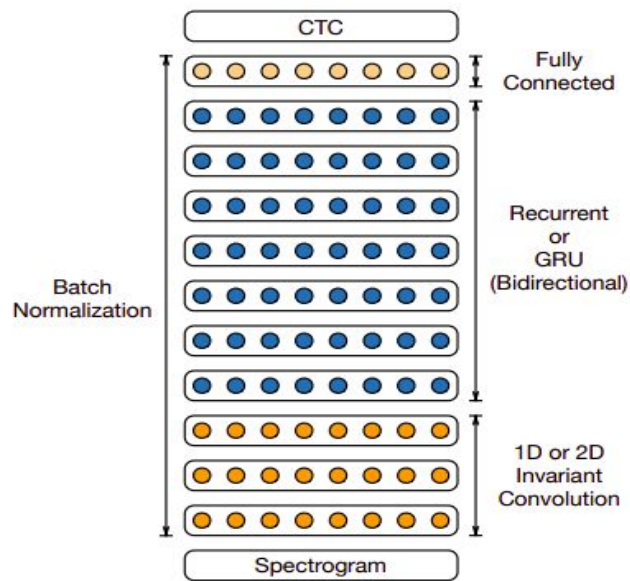 CTC
Fully
Connected
Recurrent
or
GRU
(Bidirectional)
Batch
Normalization
1D or 2D
Invariant
Convolution
Spectrogram